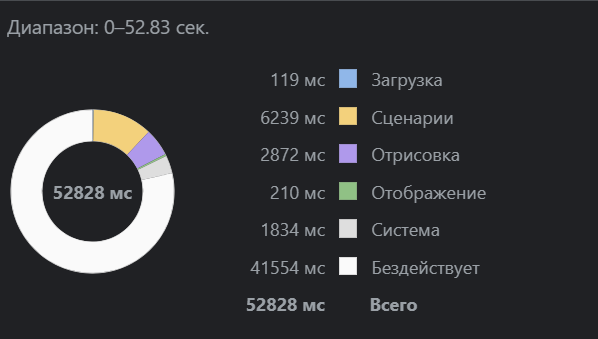 Диапазон: 0–52.83 сек.
119 мс Загрузка
6239 мс Сценарии
2872 мс Отрисовка
210 мс Отображение
1834 мс Система
41554 мс Бездействует
52828 мс Всего
52828 мс